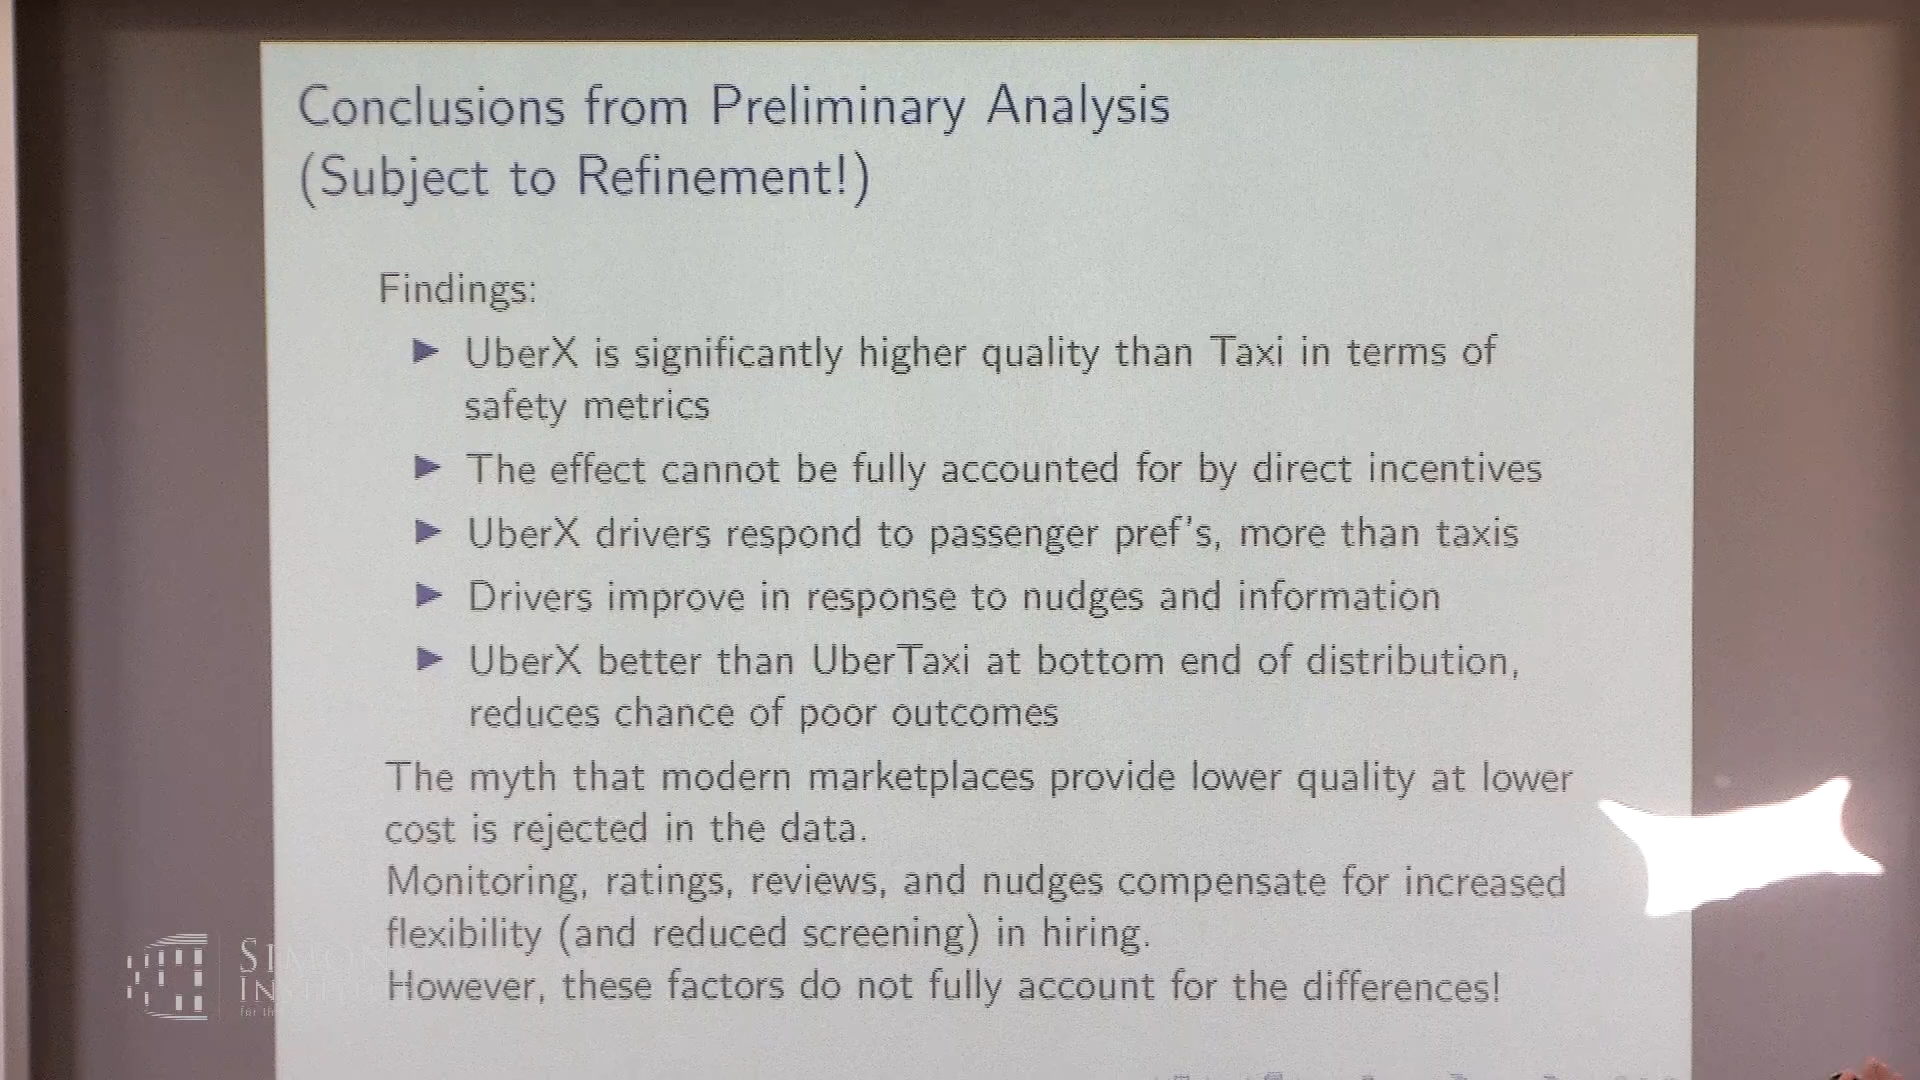 Conclusions from Preliminary Analysis
(Subject to Refinement!)
Findings:
UberX is significantly higher quality than Taxi in terms of
safety metrics
The effect cannot be fully accounted for by direct incentives
UberX drivers respond to passenger pref's, more than taxis
Drivers improve in response to nudges and information
UberX better than UberTaxi at bottom end of distribution,
reduces chance of poor outcomes
The myth that modern marketplaces provide lower quality at lower
cost is rejected in the data.
Monitoring, ratings, reviews, and nudges compensate for increased
flexibility (and reduced screening) in hiring.
However, these factors do not fully account for the differences!